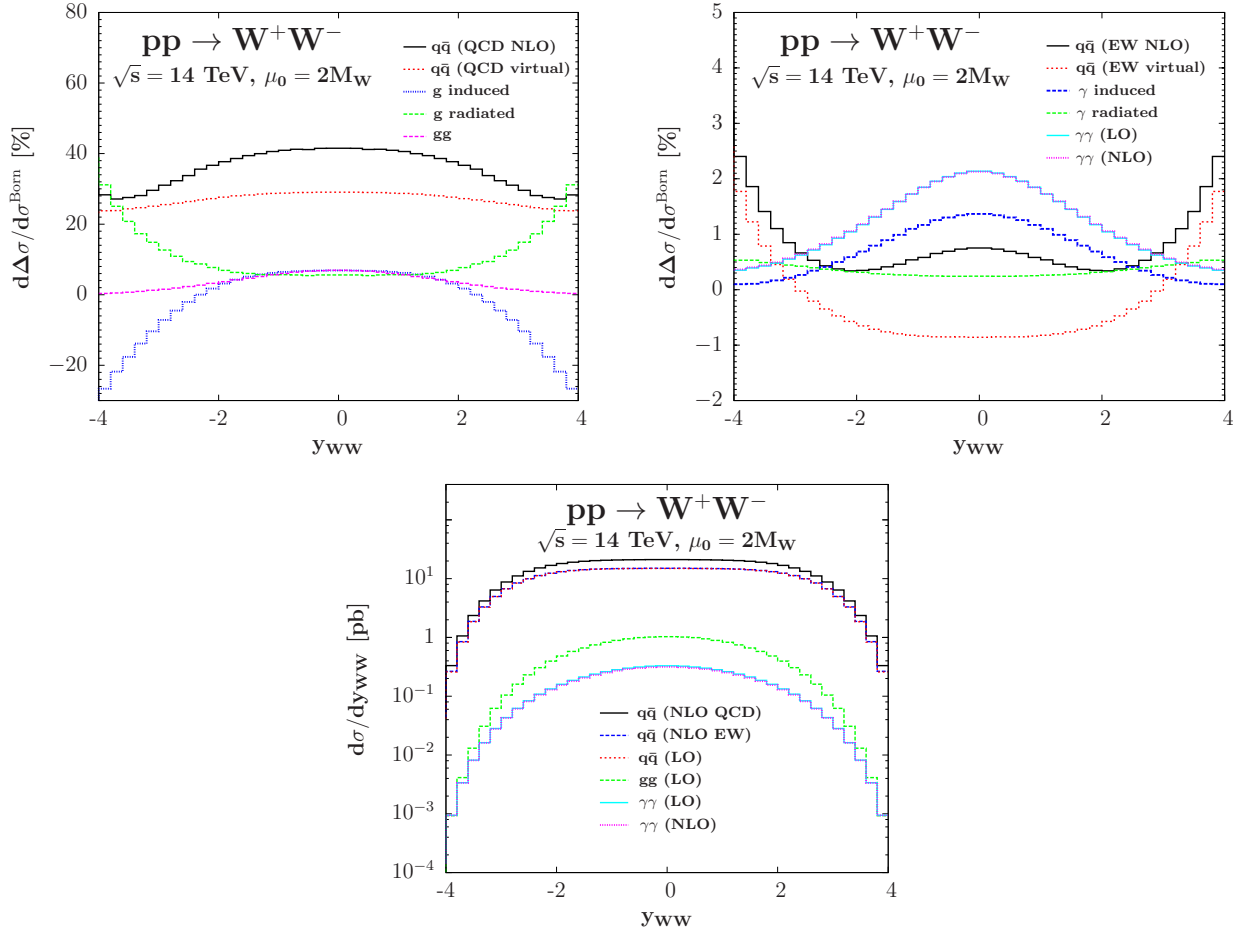 pp → W⁺W⁻
√s = 14 TeV, μ₀ = 2M_W
qq̄ (QCD NLO)
qq̄ (QCD virtual)
g induced
g radiated
gg
dΔσ/dσ^Born [%]
80
60
40
20
0
−20
-4
-2
0
2
4
y_WW
pp → W⁺W⁻
√s = 14 TeV, μ₀ = 2M_W
qq̄ (EW NLO)
qq̄ (EW virtual)
γ induced
γ radiated
γγ (LO)
γγ (NLO)
dΔσ/dσ^Born [%]
5
4
3
2
1
0
−1
−2
-4
-2
0
2
4
y_WW
pp → W⁺W⁻
√s = 14 TeV, μ₀ = 2M_W
dσ/dy_WW [pb]
10¹
1
10⁻¹
10⁻²
10⁻³
10⁻⁴
qq̄ (NLO QCD)
qq̄ (NLO EW)
qq̄ (LO)
gg (LO)
γγ (LO)
γγ (NLO)
-4
-2
0
2
4
y_WW